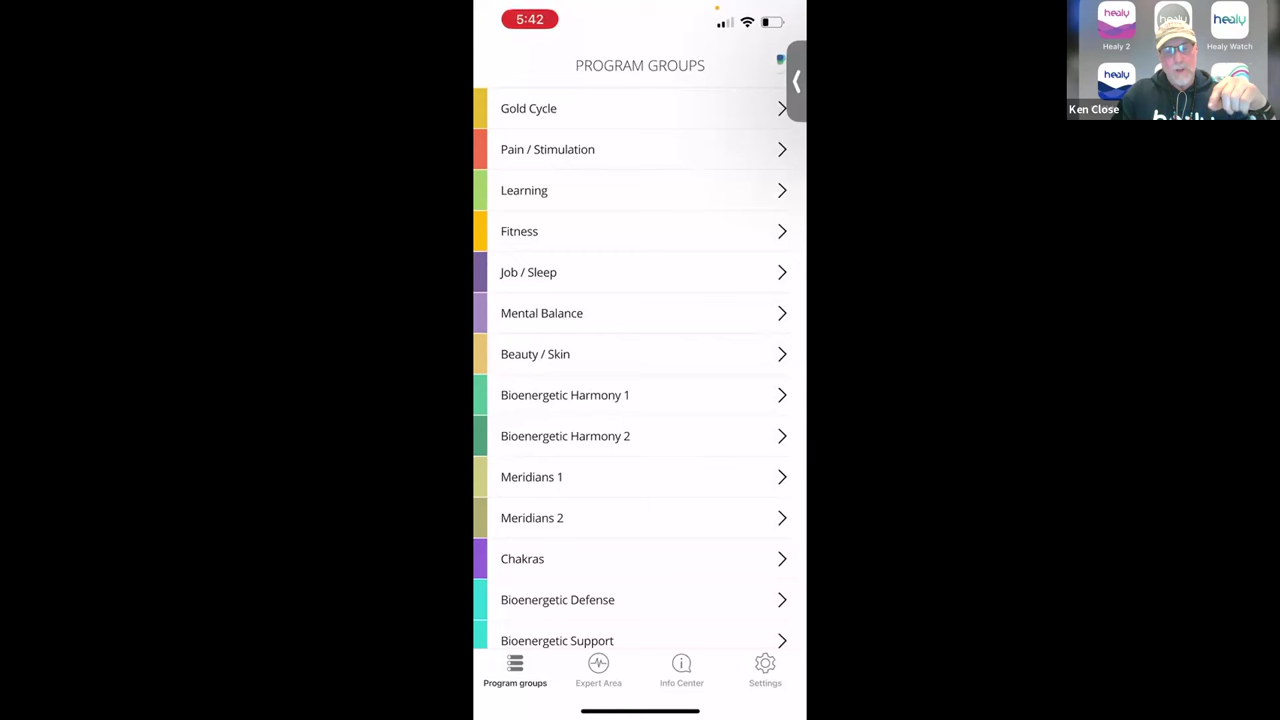 5:42
PROGRAM GROUPS
Gold Cycle
Pain / Stimulation
Learning
Fitness
Job / Sleep
Mental Balance
Beauty / Skin
Bioenergetic Harmony 1
Bioenergetic Harmony 2
Meridians 1
Meridians 2
Chakras
Bioenergetic Defense
Bioenergetic Support
Program groups
Expert Area
Info Center
Settings
healy
healy
healy
Healy 2
Healy Watch
healy
Ken Close